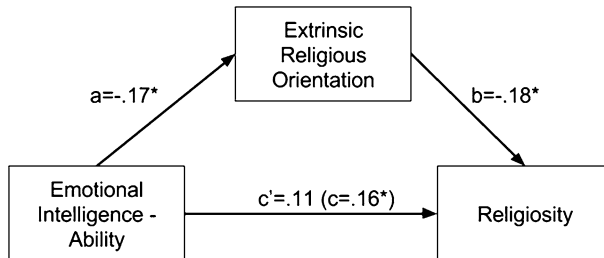 Extrinsic
Religious
Orientation
a=-.17*
b=-.18*
Emotional
Intelligence -
Ability
c'=.11 (c=.16*)
Religiosity